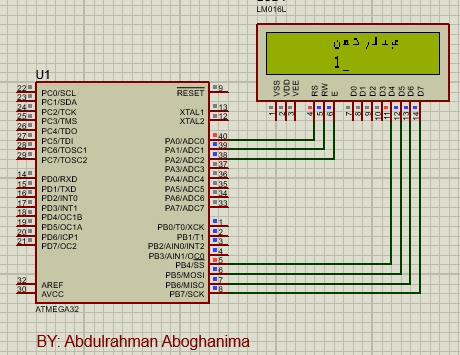 LM016L
1_
VSS VDD VEE RS RW E D0 D1 D2 D3 D4 D5 D6 D7
1 2 3 4 5 6 7 8 9 10 11 12 13 14
U1
22 PC0/SCL RESET 9
23 PC1/SDA
24 PC2/TCK XTAL1 13
25 PC3/TMS XTAL2 12
26 PC4/TDO
27 PC5/TDI PA0/ADC0 40
28 PC6/TOSC1 PA1/ADC1 39
29 PC7/TOSC2 PA2/ADC2 38
PA3/ADC3 37
14 PD0/RXD PA4/ADC4 36
15 PD1/TXD PA5/ADC5 35
16 PD2/INT0 PA6/ADC6 34
17 PD3/INT1 PA7/ADC7 33
18 PD4/OC1B
19 PD5/OC1A PB0/T0/XCK 1
20 PD6/ICP1 PB1/T1 2
21 PD7/OC2 PB2/AIN0/INT2 3
PB3/AIN1/OC0 4
PB4/SS 5
PB5/MOSI 6
32 AREF PB6/MISO 7
30 AVCC PB7/SCK 8
ATMEGA32
BY: Abdulrahman Aboghanima